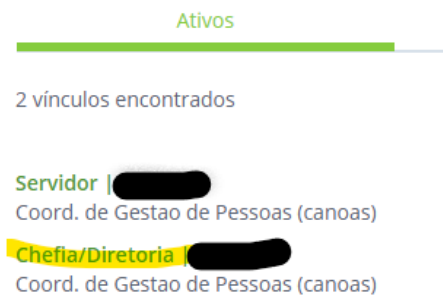 Ativos
2 vínculos encontrados
Servidor |
Coord. de Gestao de Pessoas (canoas)
Chefia/Diretoria |
Coord. de Gestao de Pessoas (canoas)